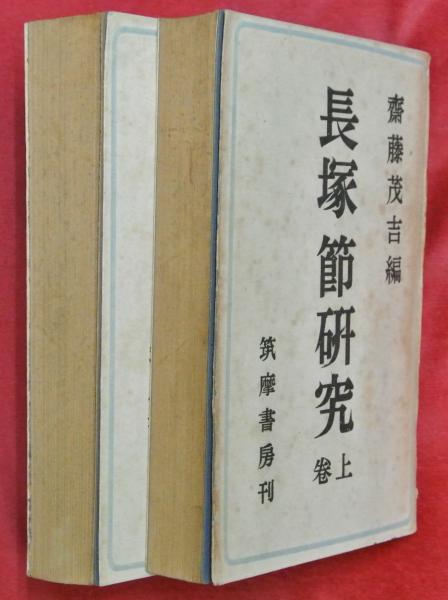 齋藤茂吉編
長塚節研究
上卷
筑摩書房刊